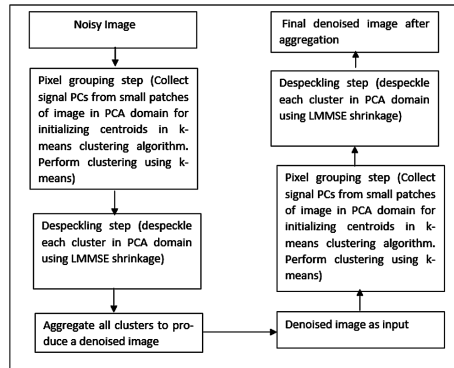 Noisy Image
Pixel grouping step (Collect
signal PCs from small patches
of image in PCA domain for
initializing centroids in k-
means clustering algorithm.
Perform clustering using k-
means)
Despeckling step (despeckle
each cluster in PCA domain
using LMMSE shrinkage)
Aggregate all clusters to pro-
duce a denoised image
Denoised image as input
Pixel grouping step (Collect
signal PCs from small patches
of image in PCA domain for
initializing centroids in k-
means clustering algorithm.
Perform clustering using k-
means)
Despeckling step (despeckle
each cluster in PCA domain
using LMMSE shrinkage)
Final denoised image after
aggregation